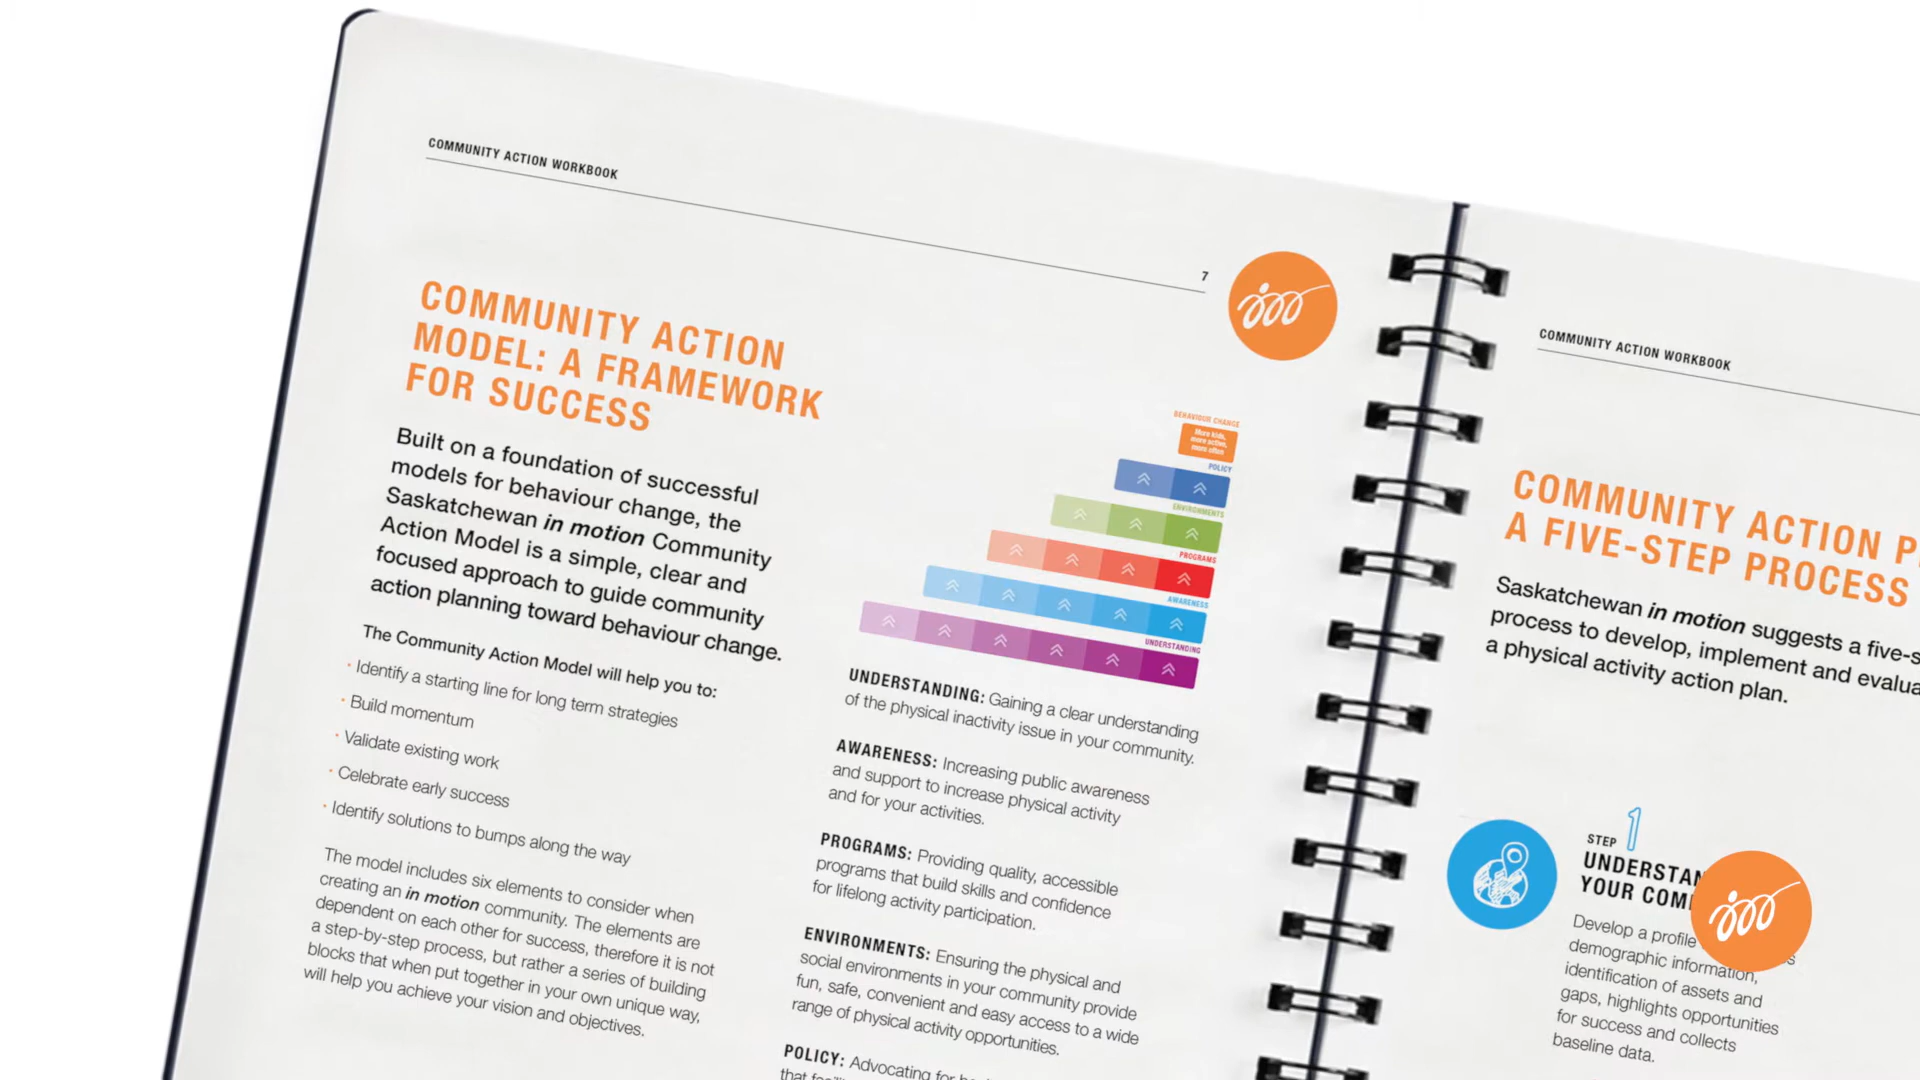 COMMUNITY ACTION WORKBOOK
7
COMMUNITY ACTION
MODEL: A FRAMEWORK
FOR SUCCESS
Built on a foundation of successful
models for behaviour change, the
Saskatchewan in motion Community
Action Model is a simple, clear and
focused approach to guide community
action planning toward behaviour change.
The Community Action Model will help you to:
· Identify a starting line for long term strategies
· Build momentum
· Validate existing work
· Celebrate early success
· Identify solutions to bumps along the way
The model includes six elements to consider when
creating an in motion community. The elements are
dependent on each other for success, therefore it is not
a step-by-step process, but rather a series of building
blocks that when put together in your own unique way,
will help you achieve your vision and objectives.
BEHAVIOUR CHANGE
More kids,
more active,
more often
POLICY
ENVIRONMENTS
PROGRAMS
AWARENESS
UNDERSTANDING
UNDERSTANDING: Gaining a clear understanding
of the physical inactivity issue in your community.
AWARENESS: Increasing public awareness
and support to increase physical activity
and for your activities.
PROGRAMS: Providing quality, accessible
programs that build skills and confidence
for lifelong activity participation.
ENVIRONMENTS: Ensuring the physical and
social environments in your community provide
fun, safe, convenient and easy access to a wide
range of physical activity opportunities.
POLICY: Advocating for
that
COMMUNITY ACTION WORKBOOK
COMMUNITY ACTION P
A FIVE-STEP PROCESS
Saskatchewan in motion suggests a five-s
process to develop, implement and evalua
a physical activity action plan.
STEP 1
UNDERSTAN
YOUR COM
Develop a profile
demographic information,
identification of assets and
gaps, highlights opportunities
for success and collects
baseline data.